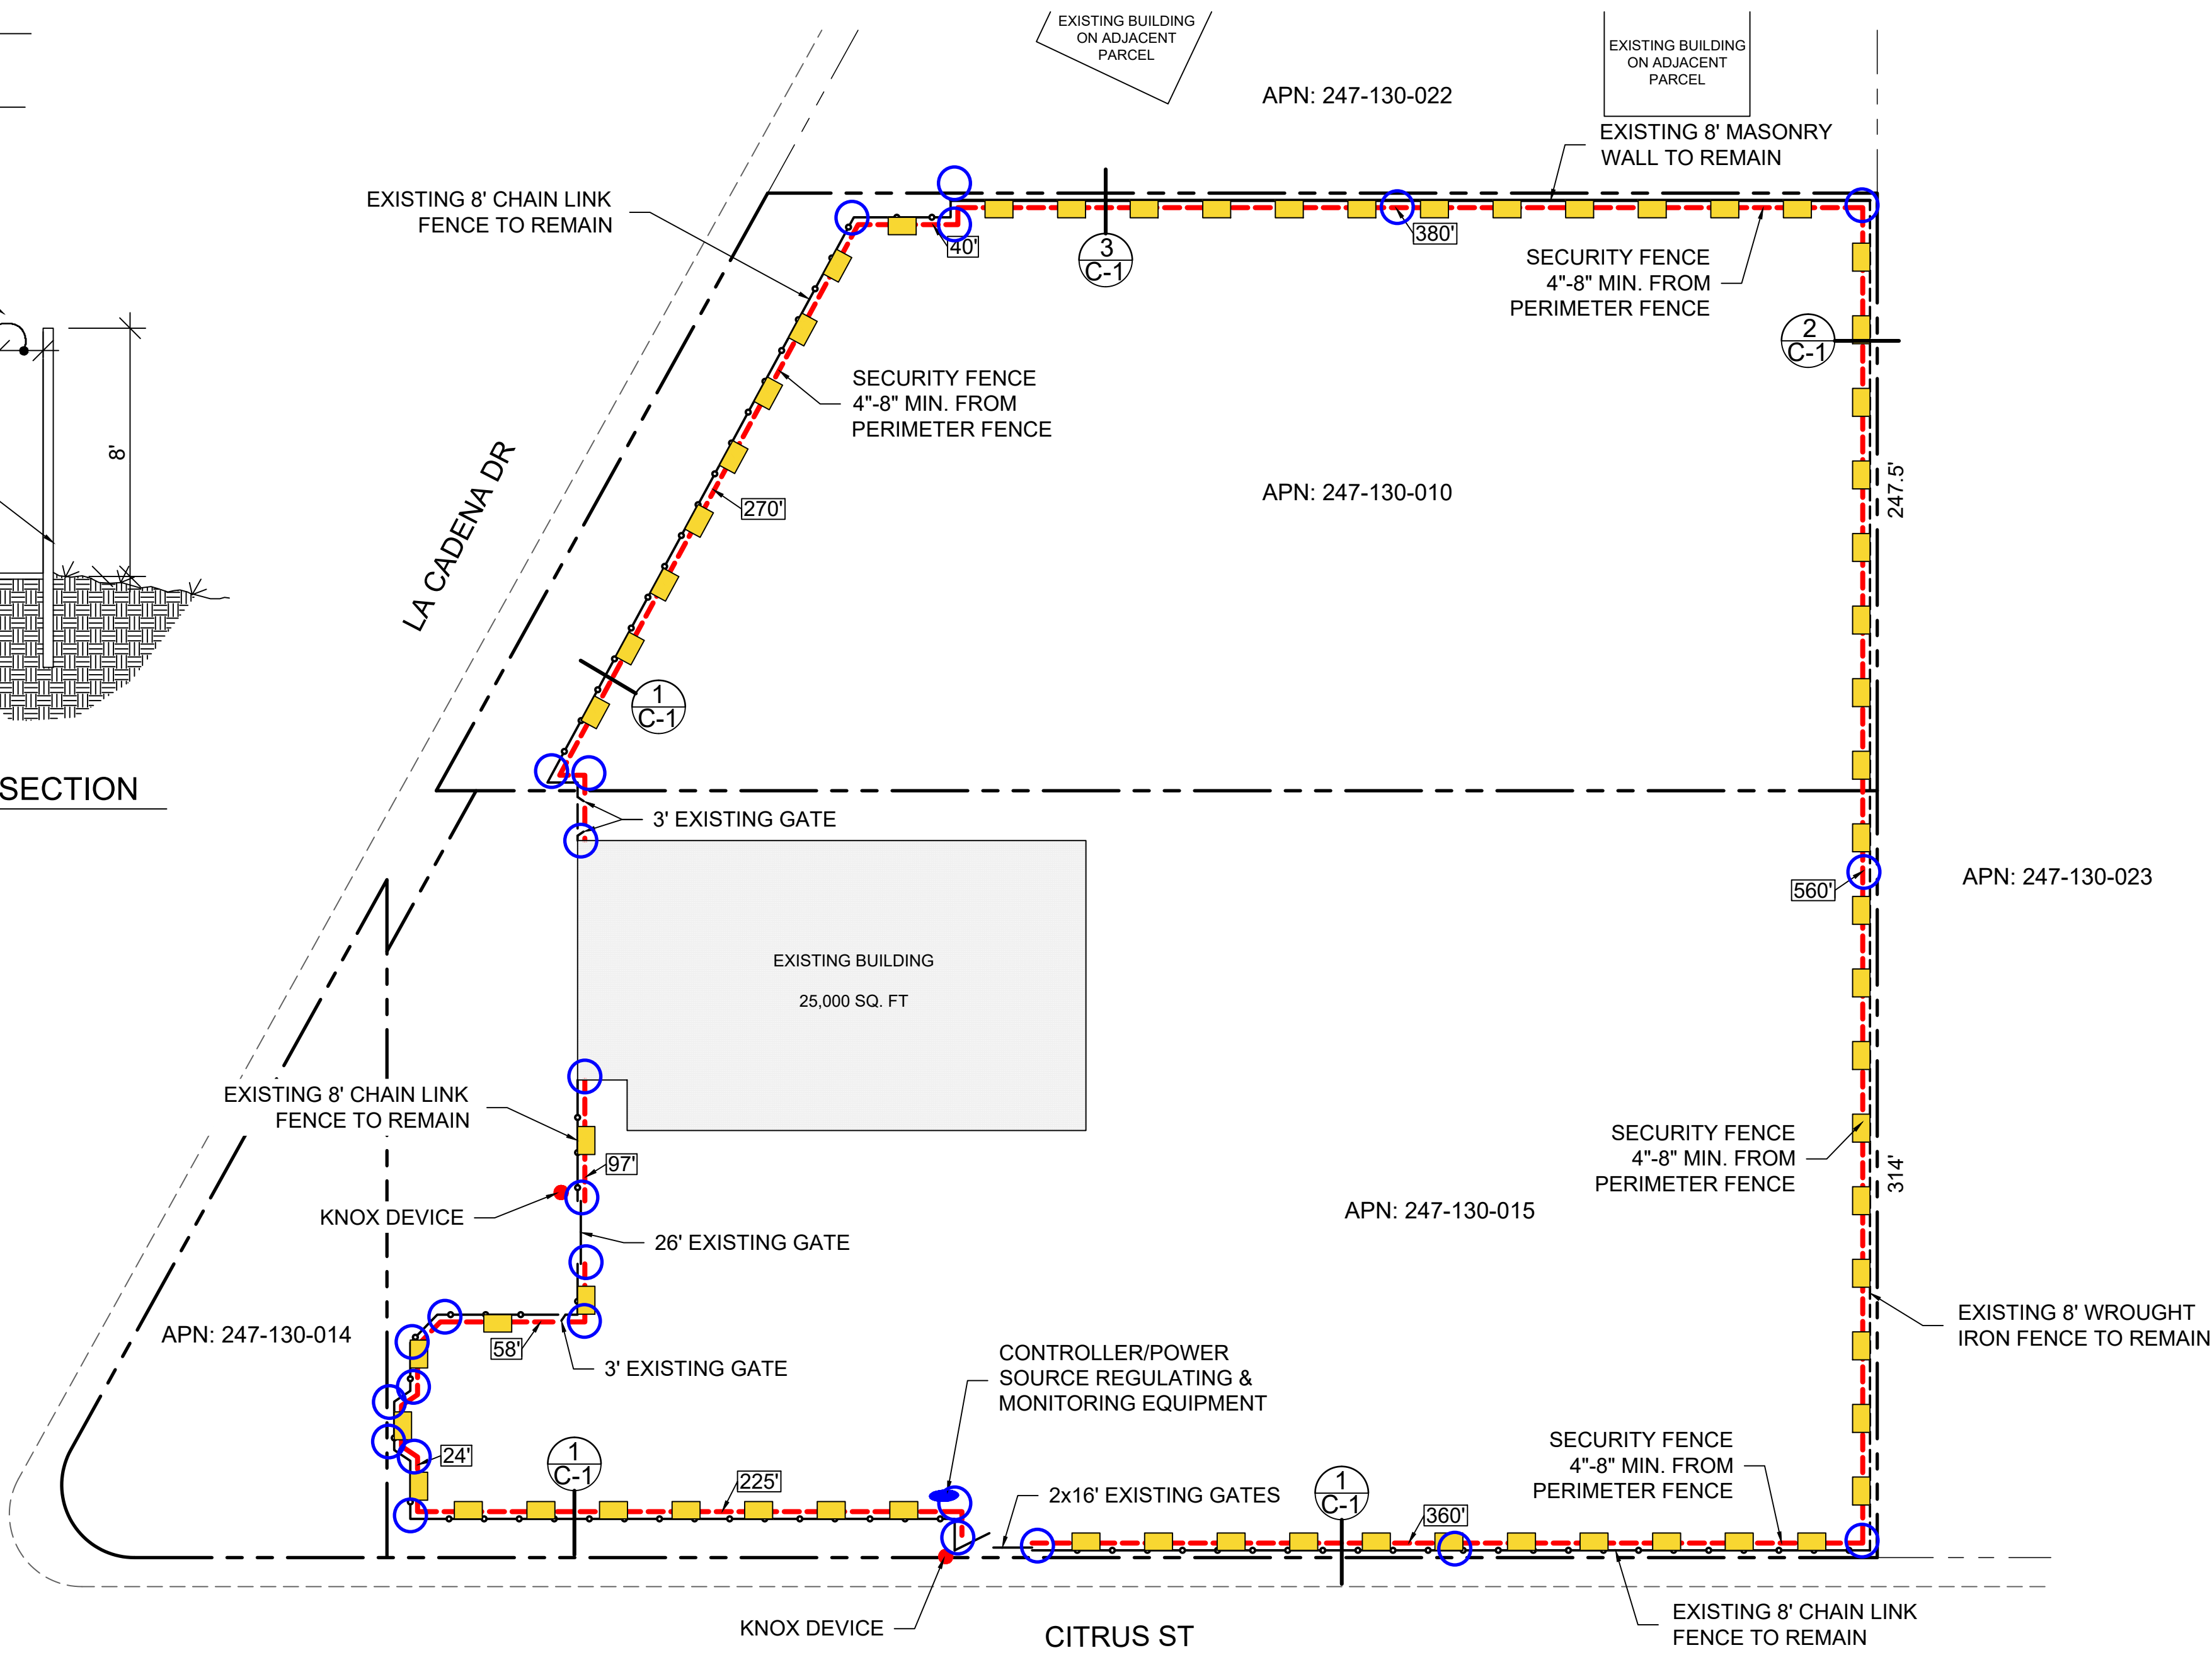 EXISTING BUILDING
ON ADJACENT
PARCEL
EXISTING BUILDING
ON ADJACENT
PARCEL
APN: 247-130-022
EXISTING 8' MASONRY
WALL TO REMAIN
EXISTING 8' CHAIN LINK
FENCE TO REMAIN
40'
3
C-1
380'
SECURITY FENCE
4"-8" MIN. FROM
PERIMETER FENCE
2
C-1
SECURITY FENCE
4"-8" MIN. FROM
PERIMETER FENCE
8'
LA CADENA DR
270'
APN: 247-130-010
247.5'
1
C-1
SECTION
3' EXISTING GATE
560'
APN: 247-130-023
EXISTING BUILDING
25,000 SQ. FT
EXISTING 8' CHAIN LINK
FENCE TO REMAIN
97'
KNOX DEVICE
26' EXISTING GATE
SECURITY FENCE
4"-8" MIN. FROM
PERIMETER FENCE
314'
APN: 247-130-015
APN: 247-130-014
58'
3' EXISTING GATE
CONTROLLER/POWER
SOURCE REGULATING &
MONITORING EQUIPMENT
EXISTING 8' WROUGHT
IRON FENCE TO REMAIN
24'
1
C-1
225'
2x16' EXISTING GATES
1
C-1
360'
SECURITY FENCE
4"-8" MIN. FROM
PERIMETER FENCE
KNOX DEVICE
CITRUS ST
EXISTING 8' CHAIN LINK
FENCE TO REMAIN